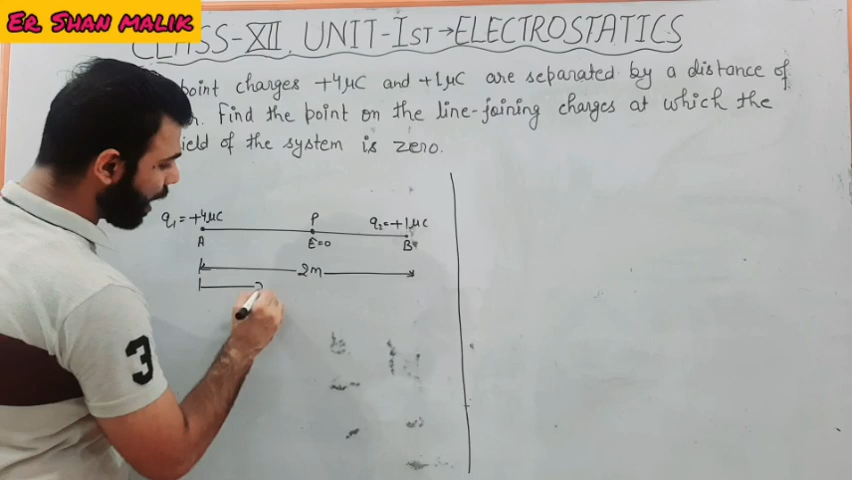 Er. Shan malik
CLASS-XII, UNIT-Ist→ELECTROSTATICS
point charges +4μC and +1μC are separated by a distance of
Find the point on the line-joining charges at which the
ield of the system is zero.
q₁=+4μC P q₂=+1μC
A E=0 B
2m
3